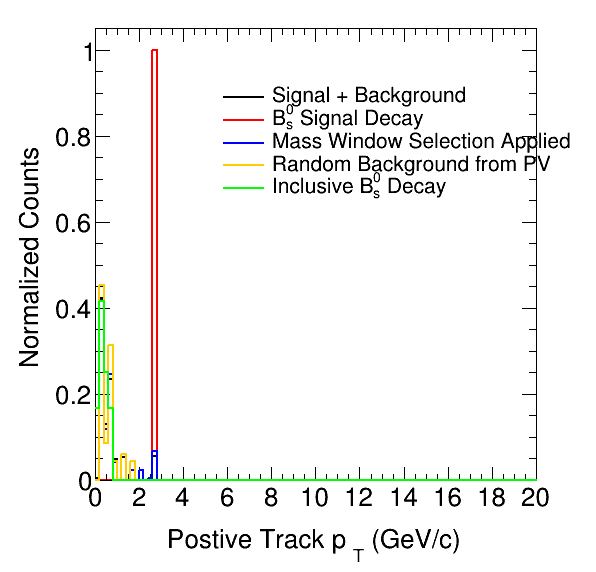 1
0.8
0.6
0.4
0.2
0
Normalized Counts
Signal + Background
B⁰ₛ Signal Decay
Mass Window Selection Applied
Random Background from PV
Inclusive B⁰ₛ Decay
0 2 4 6 8 10 12 14 16 18 20
Postive Track p_T (GeV/c)